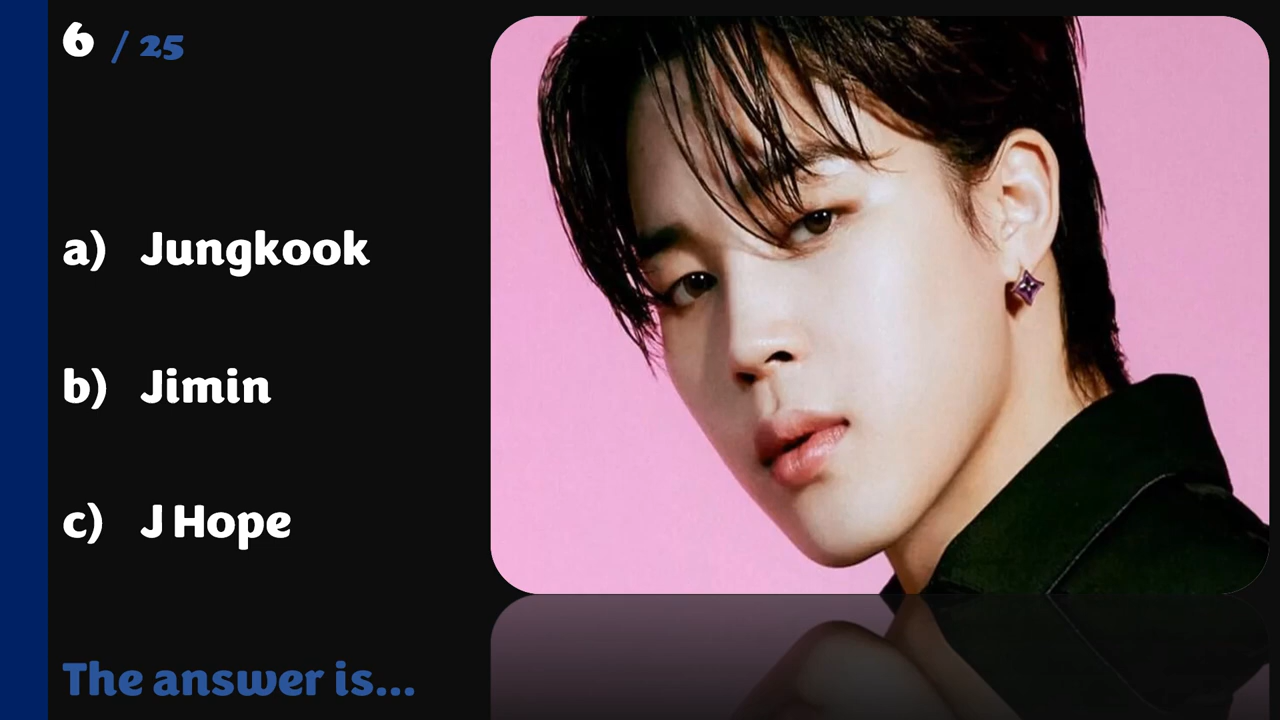 6 / 25
a) Jungkook
b) Jimin
c) J Hope
The answer is...